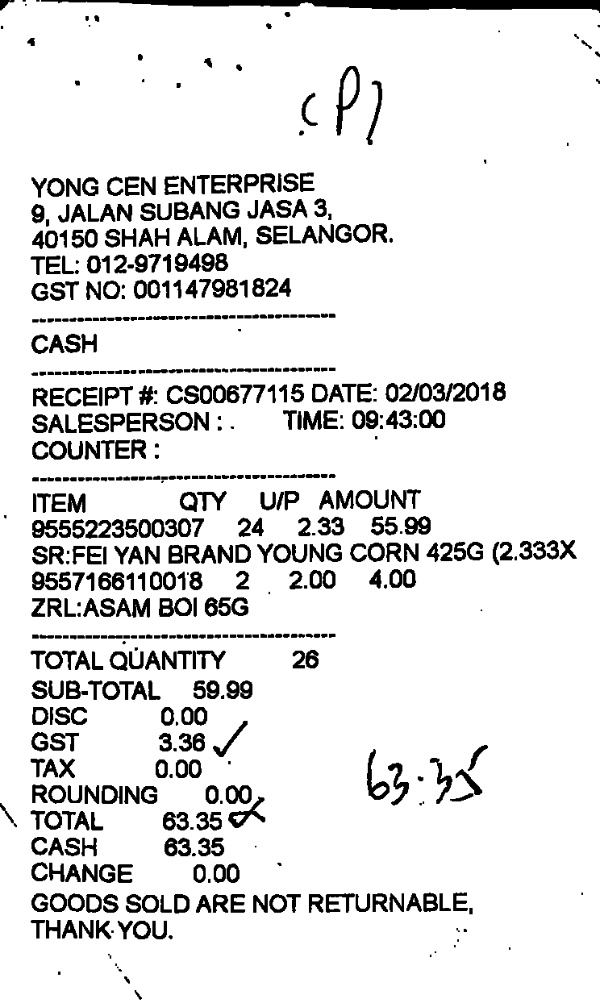 (P)
YONG CEN ENTERPRISE
9, JALAN SUBANG JASA 3,
40150 SHAH ALAM, SELANGOR.
TEL: 012-9719498
GST NO: 001147981824
CASH
RECEIPT #: CS00677115 DATE: 02/03/2018
SALESPERSON : . TIME: 09:43:00
COUNTER :
ITEM QTY U/P AMOUNT
9555223500307 24 2.33 55.99
SR:FEI YAN BRAND YOUNG CORN 425G (2.333X
9557166110018 2 2.00 4.00
ZRL:ASAM BOI 65G
TOTAL QUANTITY 26
SUB-TOTAL 59.99
DISC 0.00
GST 3.36
TAX 0.00
63.35
ROUNDING 0.00
TOTAL 63.35
CASH 63.35
CHANGE 0.00
GOODS SOLD ARE NOT RETURNABLE,
THANK YOU.